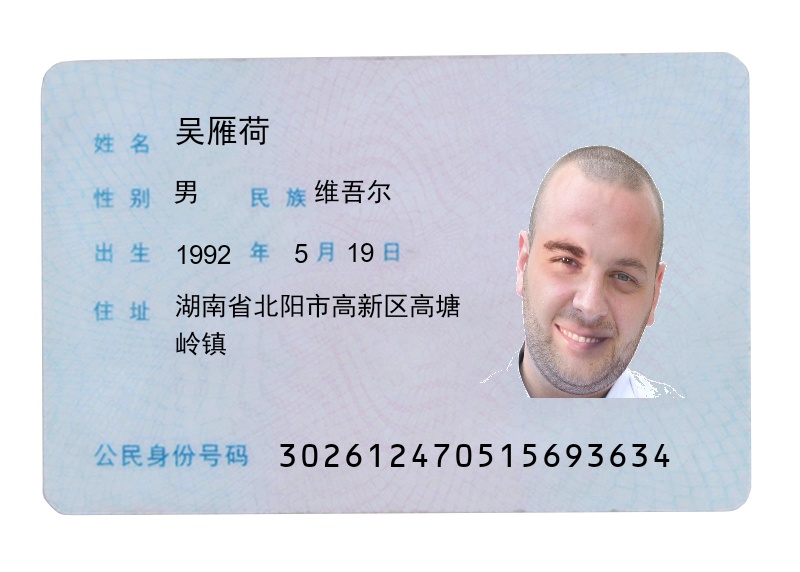 姓名 吴雁荷
性别 男 民族 维吾尔
出生 1992 年 5 月 19 日
住址 湖南省北阳市高新区高塘
岭镇
公民身份号码 302612470515693634